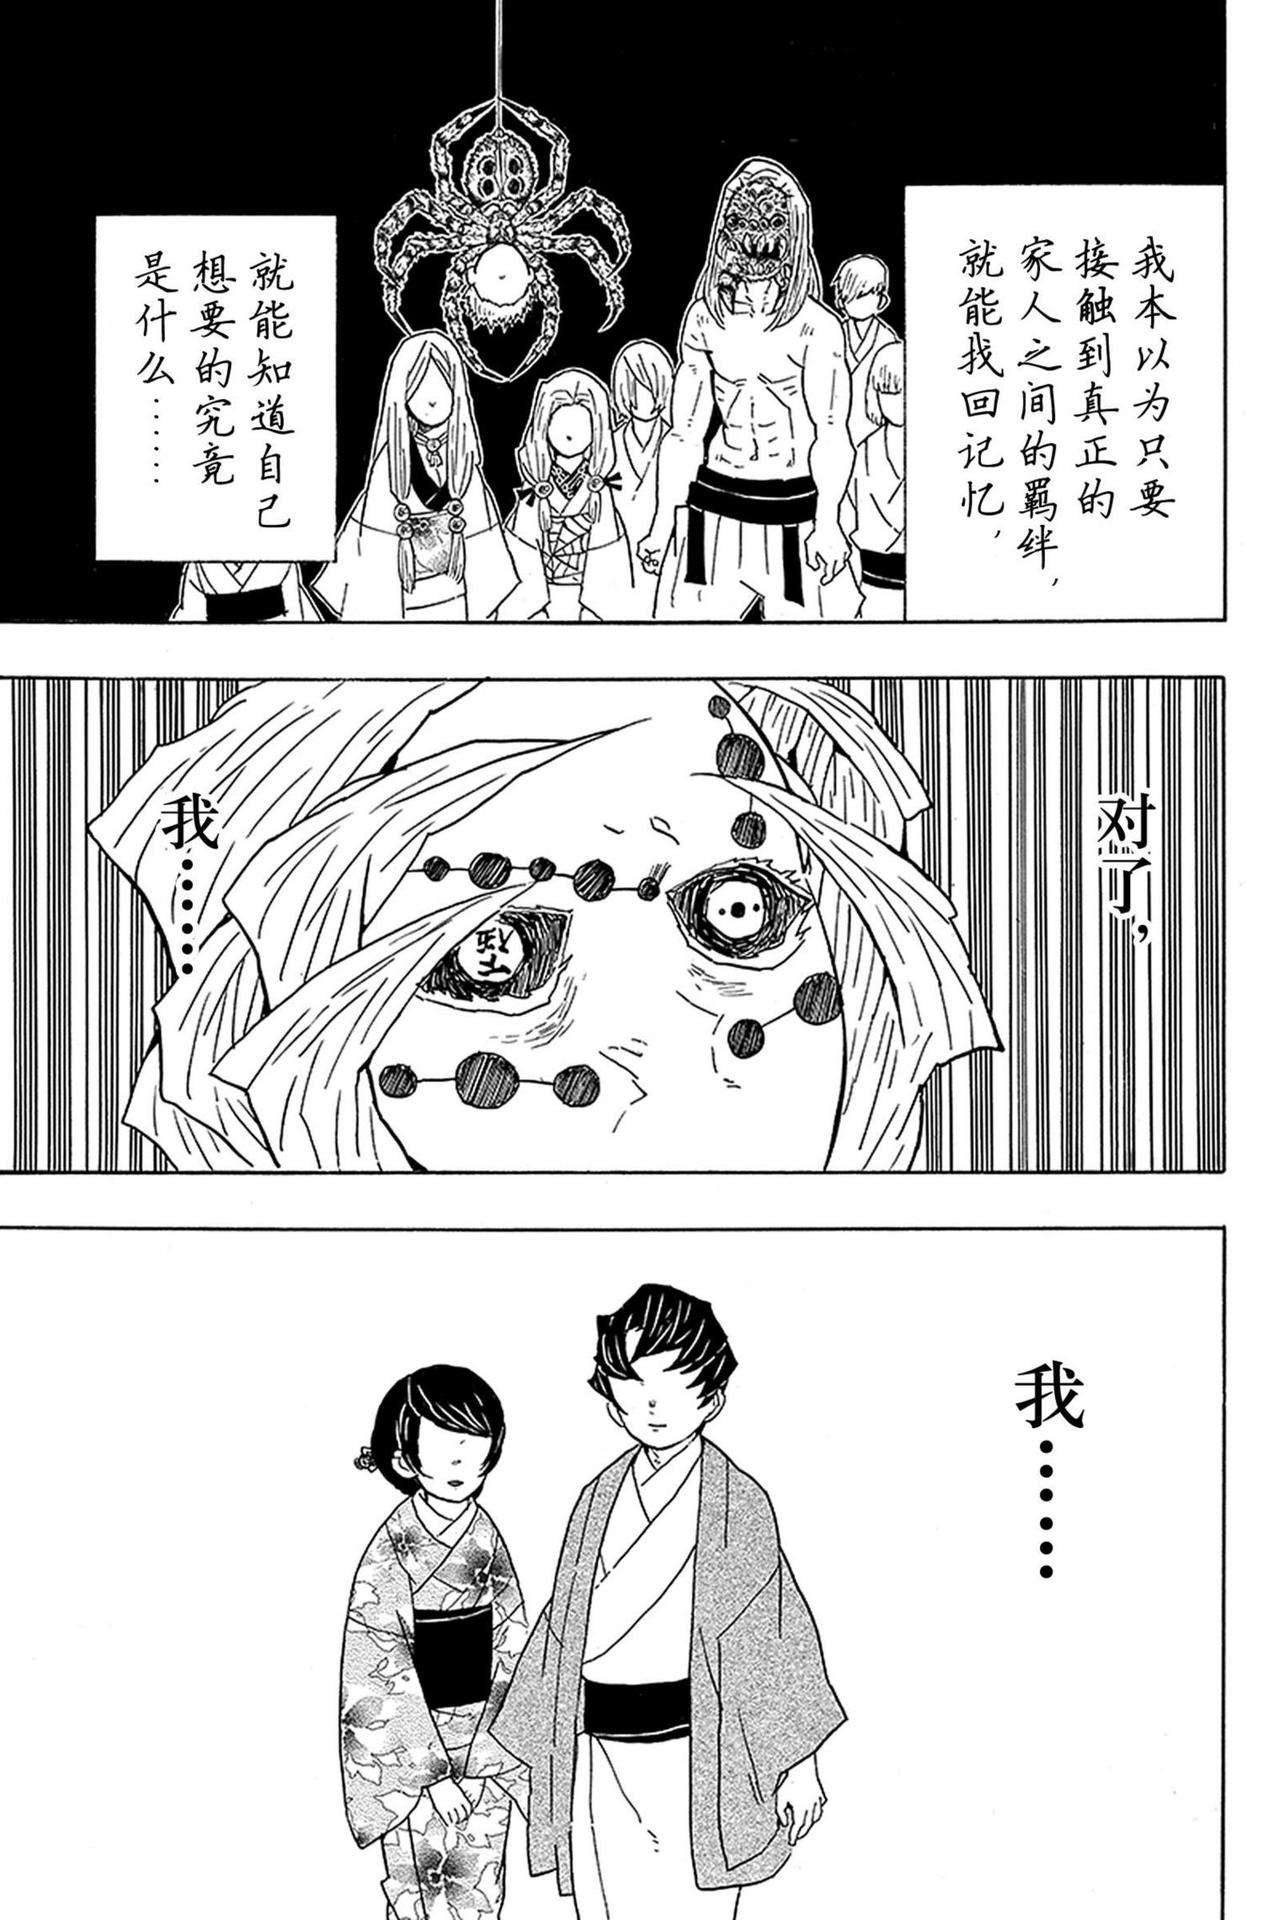 我本以为只要
接触到真正的
家人之间的羁绊，
就能找回记忆，
就能知道自己
想要的究竟
是什么……
对了，
我……
我……